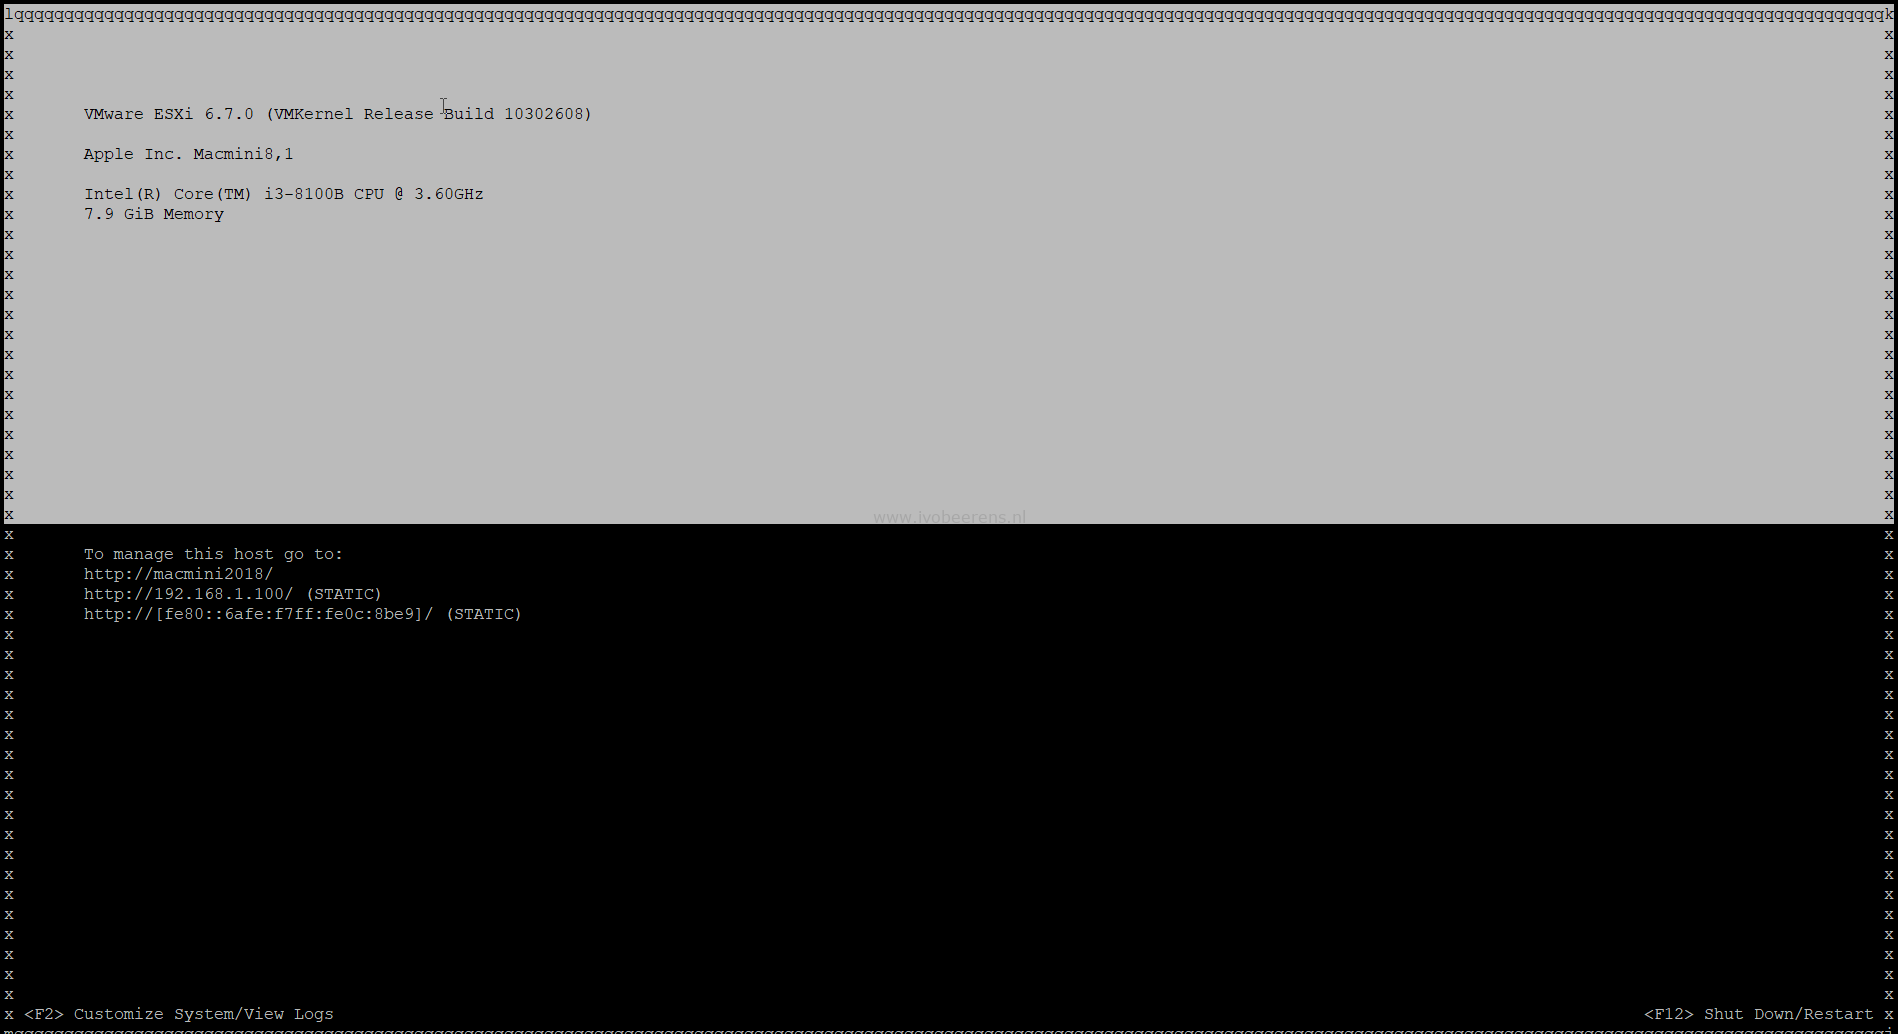 VMware ESXi 6.7.0 (VMKernel Release Build 10302608)
Apple Inc. Macmini8,1
Intel(R) Core(TM) i3-8100B CPU @ 3.60GHz
7.9 GiB Memory
www.ivobeerens.nl
To manage this host go to:
http://macmini2018/
http://192.168.1.100/ (STATIC)
http://[fe80::6afe:f7ff:fe0c:8be9]/ (STATIC)
<F2> Customize System/View Logs
<F12> Shut Down/Restart